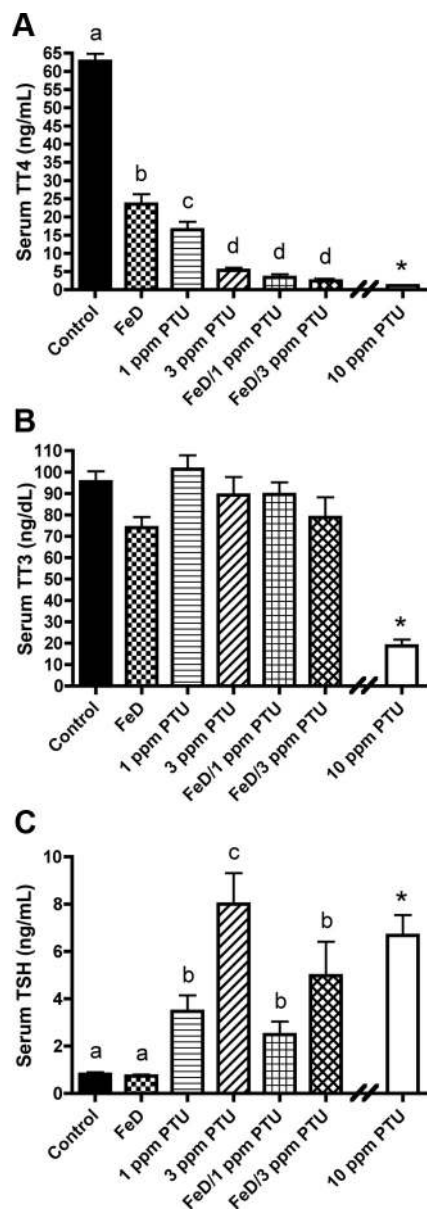 A
Serum TT4 (ng/mL)
65
60
55
50
45
40
35
30
25
20
15
10
5
0
a
b
c
d
d
d
*
Control
FeD
1 ppm PTU
3 ppm PTU
FeD/1 ppm PTU
FeD/3 ppm PTU
10 ppm PTU
B
Serum TT3 (ng/dL)
110
100
90
80
70
60
50
40
30
20
10
0
*
Control
FeD
1 ppm PTU
3 ppm PTU
FeD/1 ppm PTU
FeD/3 ppm PTU
10 ppm PTU
C
Serum TSH (ng/mL)
10
8
6
4
2
0
a
a
b
c
b
b
*
Control
FeD
1 ppm PTU
3 ppm PTU
FeD/1 ppm PTU
FeD/3 ppm PTU
10 ppm PTU